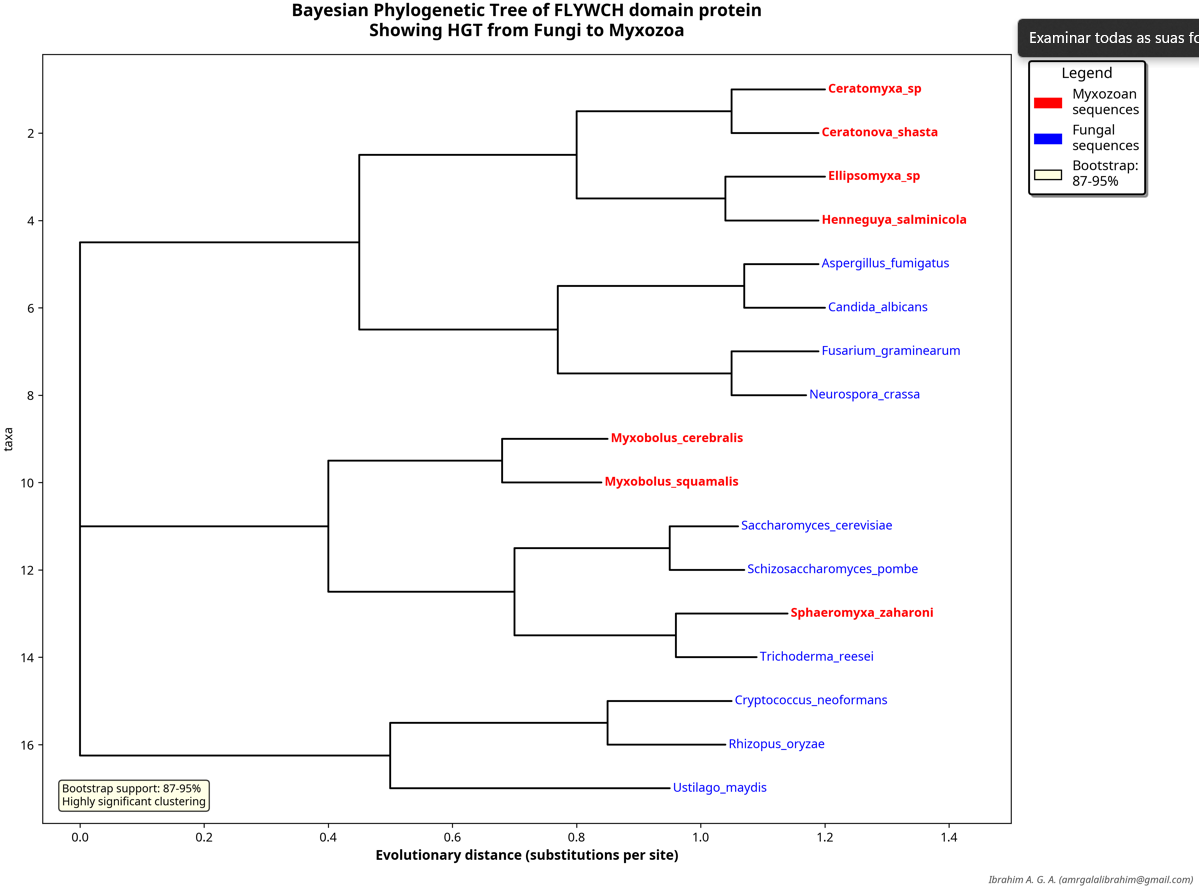 Bayesian Phylogenetic Tree of FLYWCH domain protein
Showing HGT from Fungi to Myxozoa
Examinar todas as suas fo
Legend
Myxozoan
sequences
Fungal
sequences
Bootstrap:
87-95%
Ceratomyxa_sp
Ceratonova_shasta
Ellipsomyxa_sp
Henneguya_salminicola
Aspergillus_fumigatus
Candida_albicans
Fusarium_graminearum
Neurospora_crassa
Myxobolus_cerebralis
Myxobolus_squamalis
Saccharomyces_cerevisiae
Schizosaccharomyces_pombe
Sphaeromyxa_zaharoni
Trichoderma_reesei
Cryptococcus_neoformans
Rhizopus_oryzae
Ustilago_maydis
2
4
6
8
10
12
14
16
taxa
Bootstrap support: 87-95%
Highly significant clustering
0.0 0.2 0.4 0.6 0.8 1.0 1.2 1.4
Evolutionary distance (substitutions per site)
Ibrahim A. G. A. (amrgalalibrahim@gmail.com)